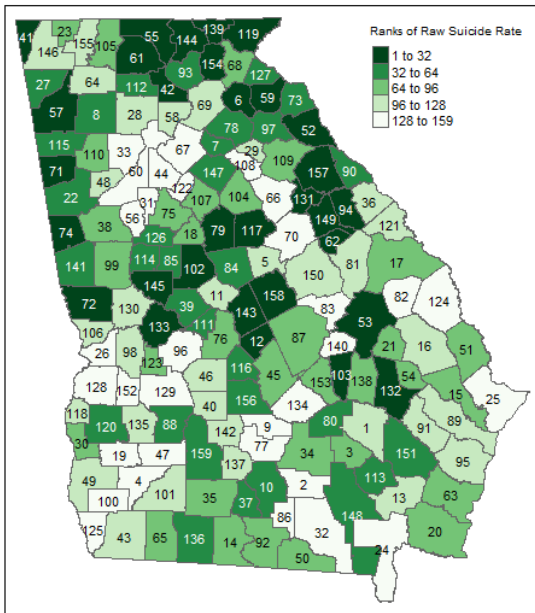 Ranks of Raw Suicide Rate
1 to 32
32 to 64
64 to 96
96 to 128
128 to 159
41 23 155 105 55 144 139 119
146 61 154 68
27 64 112 42 93 127
57 8 28 58 69 6 59 73
115 110 33 67 78 97 52
71 48 60 44 7 29 109 157 90
22 31 122 147 108 66 131 36
74 38 56 75 107 104 149 94 121
126 18 79 117 70 62
141 99 114 85 102 84 5 150 81 17
72 130 145 39 11 158 83 82 124
106 133 111 143 53
26 98 123 96 76 12 87 140 21 16 51
128 152 129 46 116 45 153 103 138 54 132 15 25
118 120 135 88 40 156 134 80 91 89
30 19 47 159 142 9 77 34 3 1 151 95
49 4 137 10 2 113 13 63
100 101 35 37 148
125 43 65 136 14 92 86 32 20
50 24